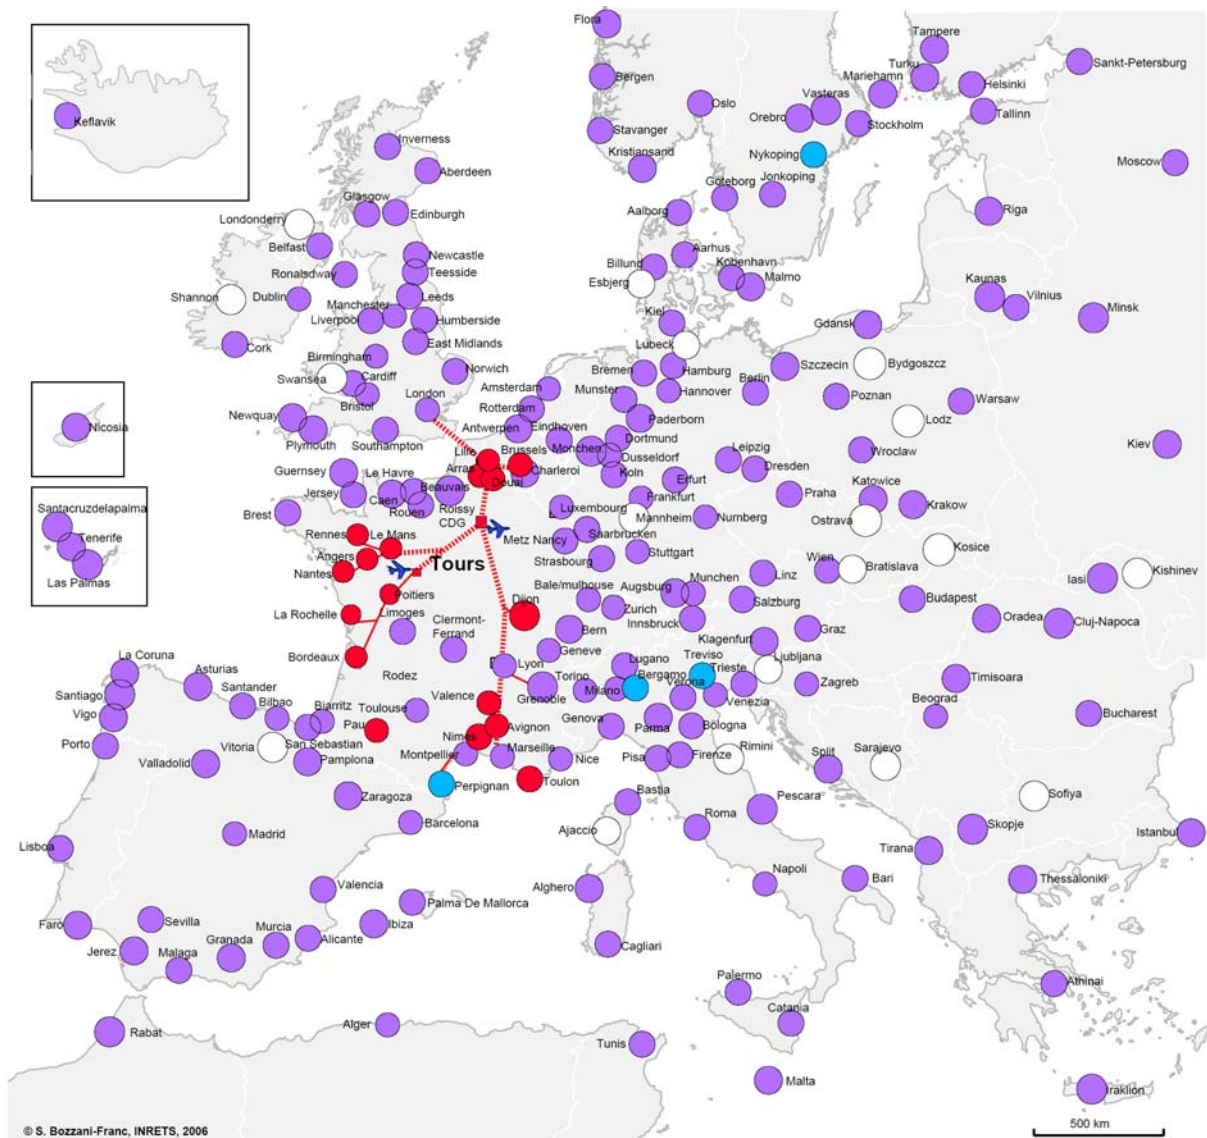 Flora
Tampere
Turku
Sankt-Petersburg
Bergen
Mariehamn
Helsinki
Vasteras
Oslo
Orebro
Tallinn
Keflavik
Stockholm
Stavanger
Inverness
Kristiansand
Nykoping
Moscow
Aberdeen
Jonkoping
Goteborg
Glasgow
Edinburgh
Aalborg
Riga
Londonderry
Belfast
Newcastle
Aarhus
Ronalsdway
Teesside
Billund
Kobenhavn
Esbjerg
Malmo
Kaunas
Shannon
Dublin
Leeds
Manchester
Vilnius
Liverpool
Humberside
Kiel
Gdansk
Minsk
Cork
East Midlands
Lubeck
Birmingham
Bydgoszcz
Norwich
Bremen
Hamburg
Szczecin
Swansea
Cardiff
Amsterdam
Munster
Hannover
Berlin
Bristol
London
Rotterdam
Poznan
Warsaw
Newquay
Paderborn
Lodz
Nicosia
Antwerpen
Eindhoven
Plymouth
Southampton
Dortmund
Kiev
Lille
Brussels
Monchen
Leipzig
Wroclaw
Dusseldorf
Guernsey
Le Havre
Arras
Charleroi
Koln
Dresden
Douai
Erfurt
Katowice
Jersey
Caen
Beauvais
Frankfurt
Praha
Santacruzdelapalma
Rouen
Roissy
CDG
Luxembourg
Krakow
Brest
Mannheim
Nurnberg
Ostrava
Rennes
Le Mans
Saarbrucken
Tenerife
Metz Nancy
Kosice
Angers
Strasbourg
Stuttgart
Tours
Wien
Bratislava
Kishinev
Nantes
Las Palmas
Iasi
Linz
Bale/mulhouse
Augsburg
Munchen
Poitiers
Budapest
Salzburg
Dijon
Zurich
La Rochelle
Limoges
Innsbruck
Oradea
Clermont-
Ferrand
Bern
Graz
Cluj-Napoca
Klagenfurt
Bordeaux
Geneve
Treviso
La Coruna
Lugano
Ljubljana
Lyon
Trieste
Asturias
Rodez
Torino
Bergamo
Timisoara
Santiago
Santander
Milano
Verona
Zagreb
Valence
Grenoble
Venezia
Bilbao
Biarritz
Toulouse
Beograd
Bucharest
Vigo
Pau
Avignon
Genova
Parma
Bologna
Nimes
Porto
Vitoria
San Sebastian
Montpellier
Marseille
Rimini
Sarajevo
Valladolid
Pamplona
Nice
Pisa
Firenze
Split
Perpignan
Toulon
Bastia
Zaragoza
Pescara
Sofiya
Barcelona
Roma
Madrid
Ajaccio
Skopje
Istanbul
Lisboa
Tirana
Napoli
Bari
Thessaloniki
Valencia
Alghero
Palma De Mallorca
Faro
Sevilla
Murcia
Ibiza
Granada
Alicante
Jerez
Malaga
Cagliari
Palermo
Athinai
Catania
Rabat
Alger
Tunis
Malta
Iraklion
500 km
© S. Bozzani-Franc, INRETS, 2006